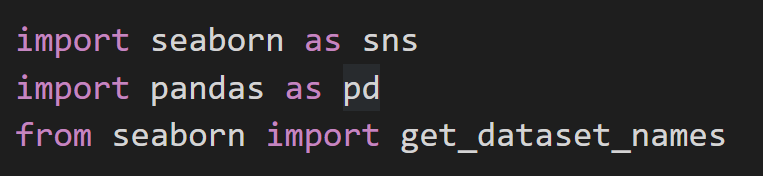 import seaborn as sns
import pandas as pd
from seaborn import get_dataset_names